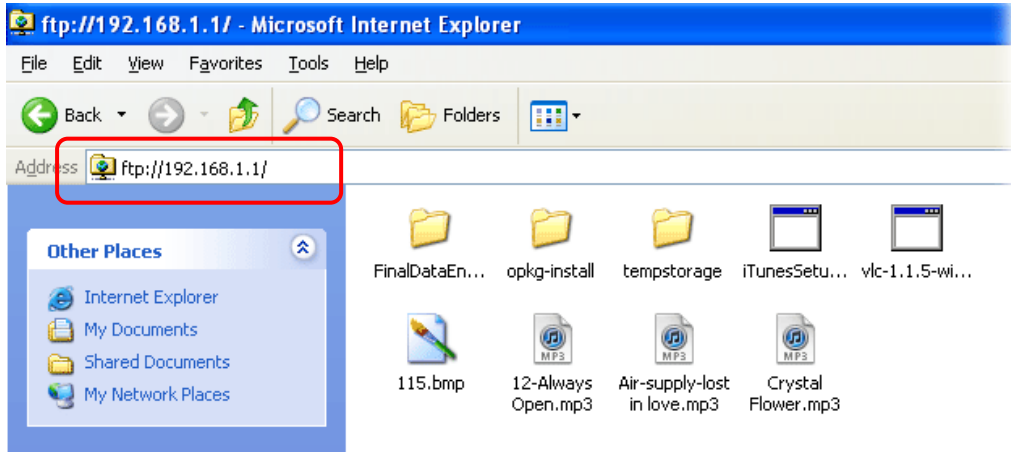 ftp://192.168.1.1/ - Microsoft Internet Explorer
File Edit View Favorites Tools Help
Back Search Folders
Address ftp://192.168.1.1/
Other Places
Internet Explorer
My Documents
Shared Documents
My Network Places
FinalDataEn... opkg-install tempstorage iTunesSetu... vlc-1.1.5-wi...
MP3 MP3 MP3
115.bmp 12-Always Air-supply-lost Crystal
Open.mp3 in love.mp3 Flower.mp3